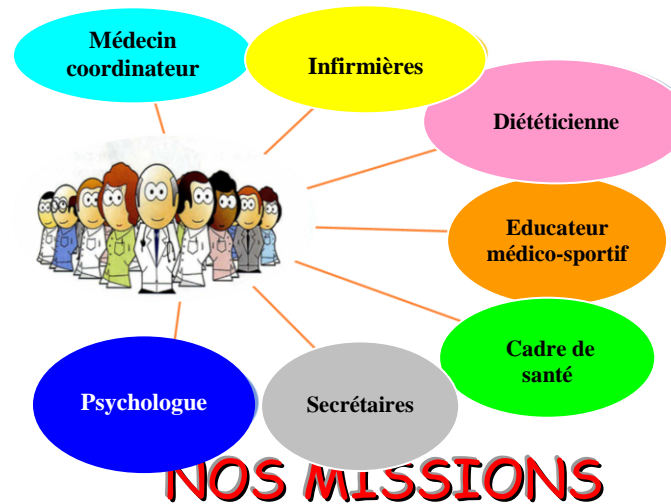 Médecin
coordinateur
Infirmières
Diététicienne
Educateur
médico-sportif
Cadre de
santé
Secrétaires
Psychologue
NOS MISSIONS